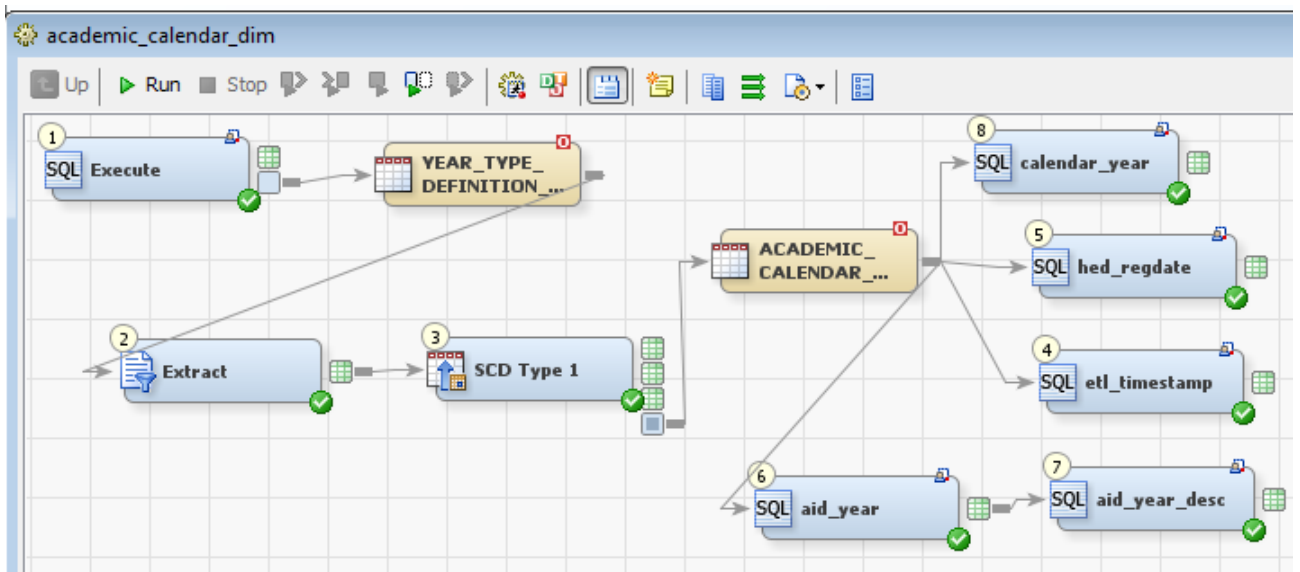 academic_calendar_dim
Up Run Stop
1
SQL Execute
YEAR_TYPE_
DEFINITION_...
8
SQL calendar_year
5
SQL hed_regdate
ACADEMIC_
CALENDAR_...
2
Extract
3
SCD Type 1
4
SQL etl_timestamp
6
SQL aid_year
7
SQL aid_year_desc